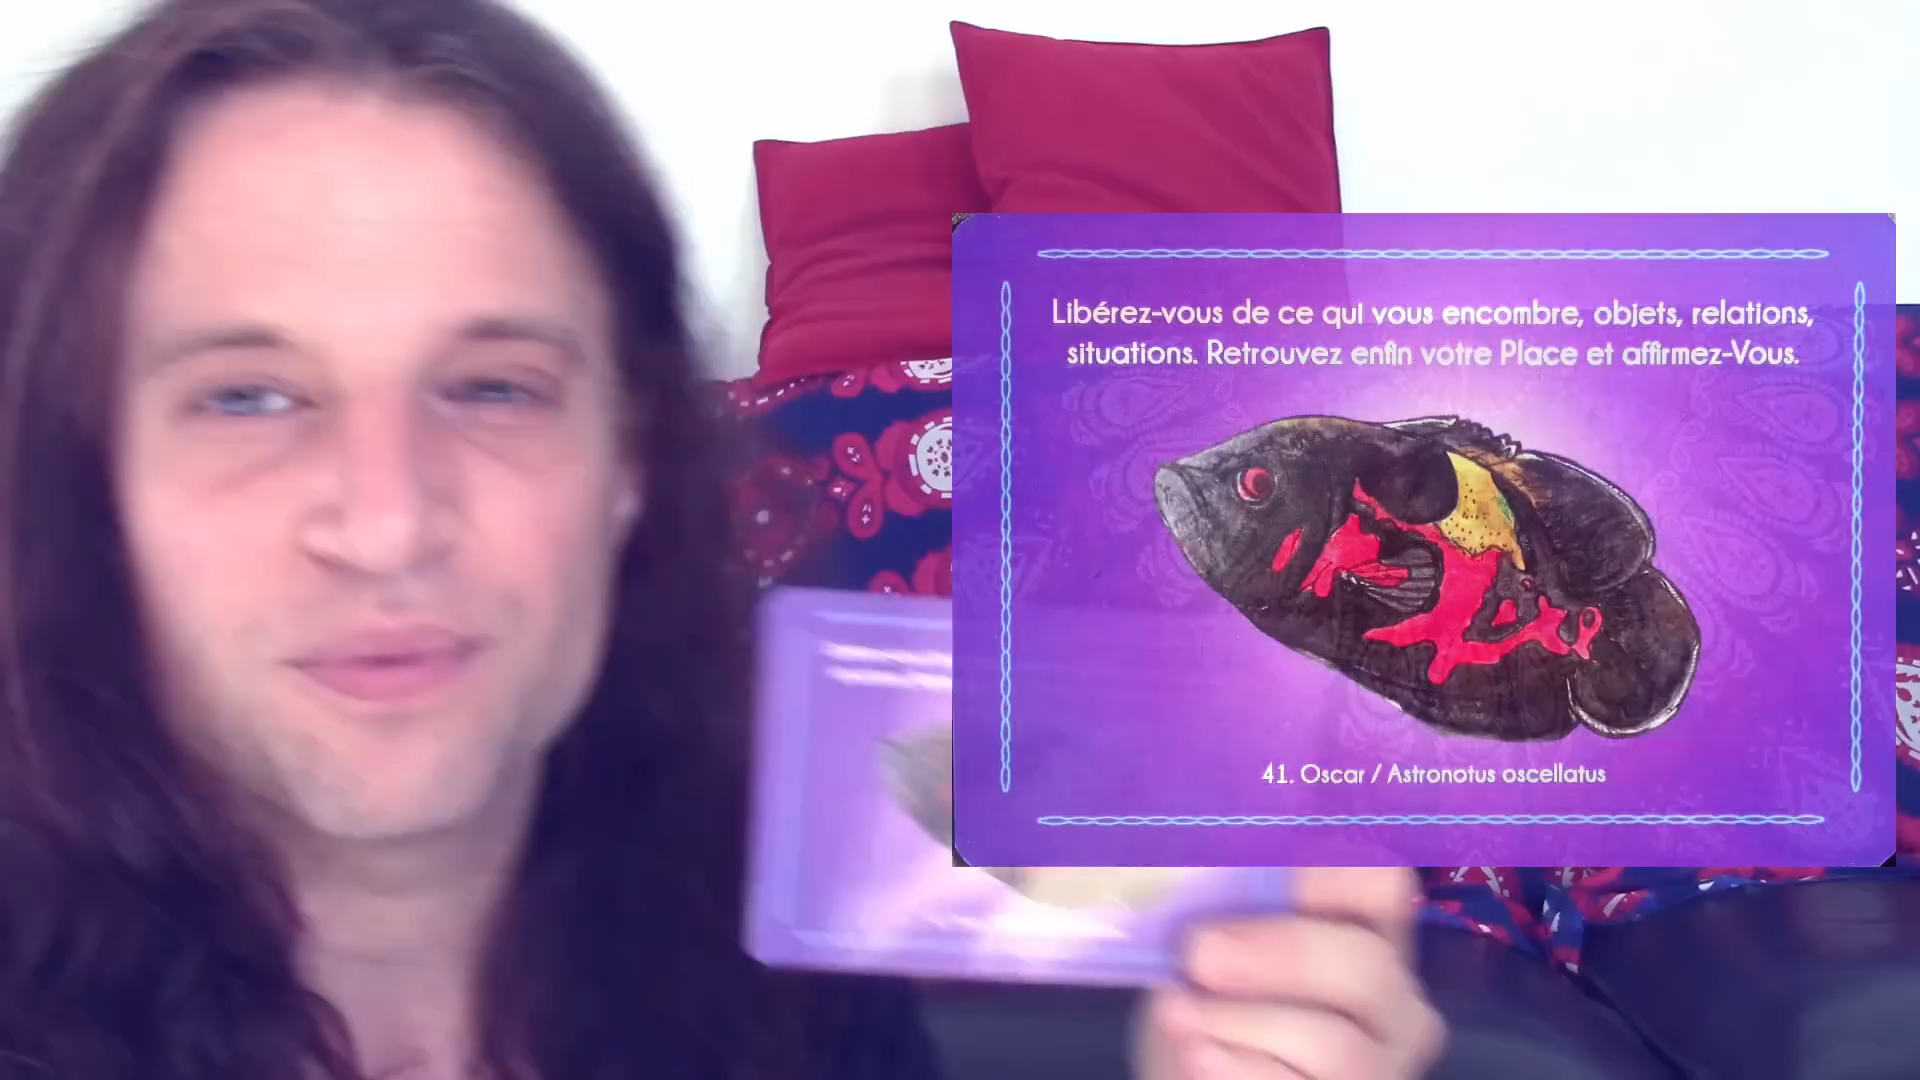 Libérez-vous de ce qui vous encombre, objets, relations,
situations. Retrouvez enfin votre Place et affirmez-Vous.
41. Oscar / Astronotus oscellatus